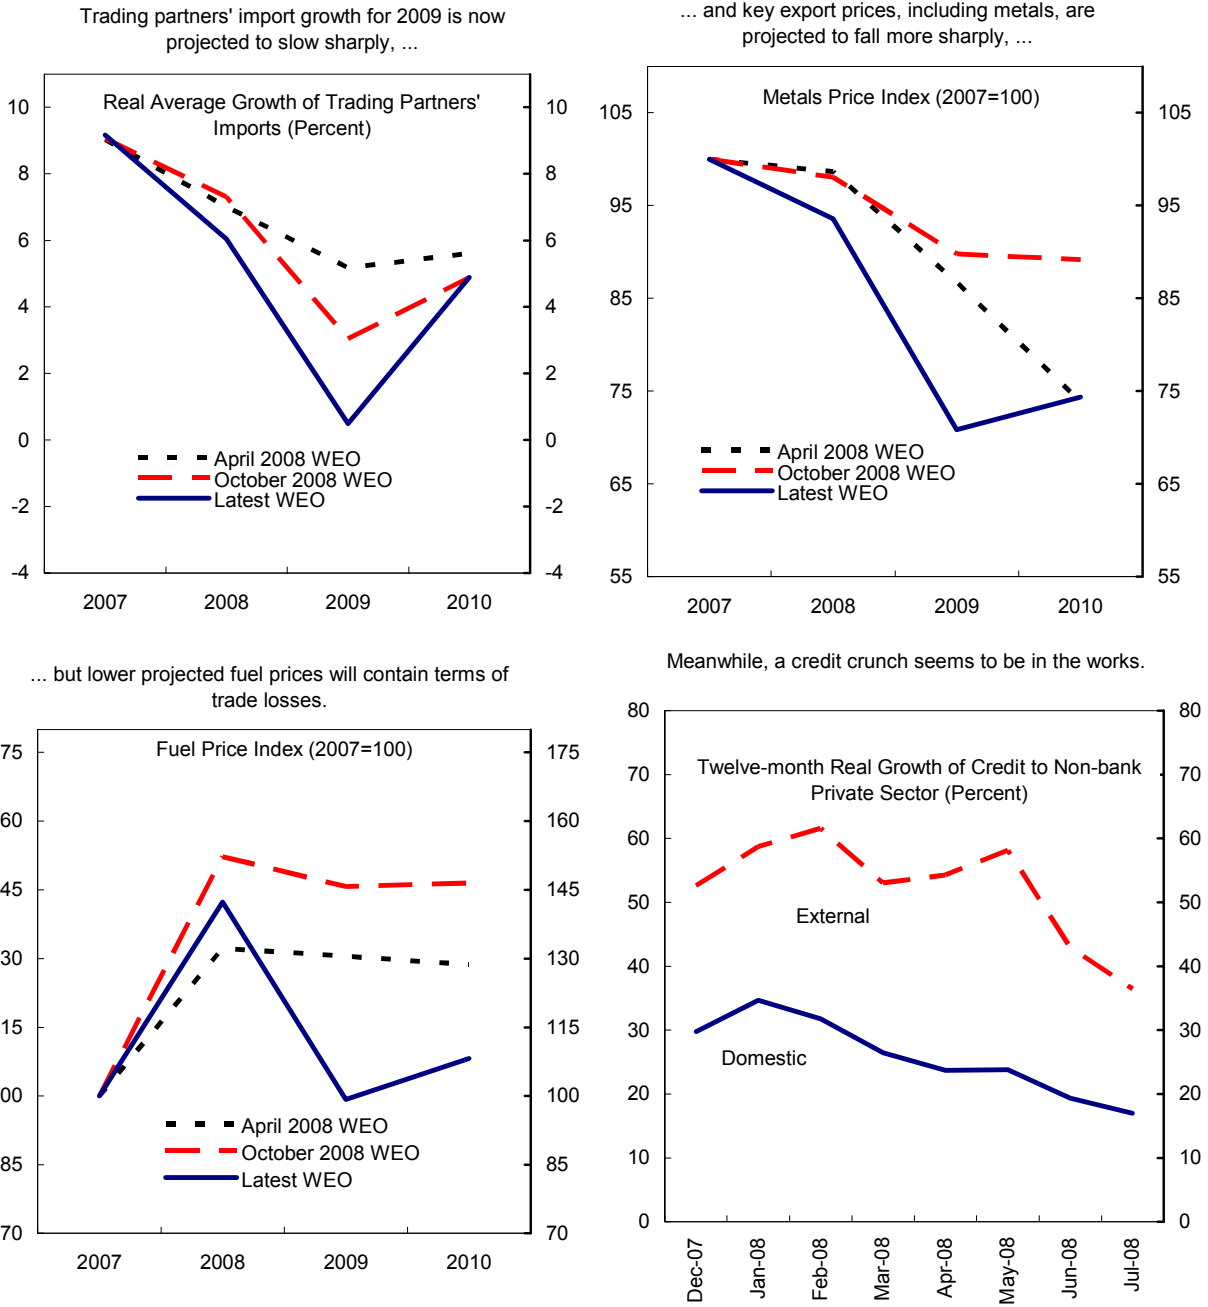 Trading partners' import growth for 2009 is now
projected to slow sharply, ...
Real Average Growth of Trading Partners'
Imports (Percent)
10
8
6
4
2
0
-2
-4
10
8
6
4
2
0
-2
-4
April 2008 WEO
October 2008 WEO
Latest WEO
2007 2008 2009 2010
... and key export prices, including metals, are
projected to fall more sharply, ...
Metals Price Index (2007=100)
105
95
85
75
65
55
105
95
85
75
65
55
April 2008 WEO
October 2008 WEO
Latest WEO
2007 2008 2009 2010
... but lower projected fuel prices will contain terms of
trade losses.
Fuel Price Index (2007=100)
75
60
45
30
15
00
85
70
175
160
145
130
115
100
85
70
April 2008 WEO
October 2008 WEO
Latest WEO
2007 2008 2009 2010
Meanwhile, a credit crunch seems to be in the works.
Twelve-month Real Growth of Credit to Non-bank
Private Sector (Percent)
80
70
60
50
40
30
20
10
0
80
70
60
50
40
30
20
10
0
External
Domestic
Dec-07
Jan-08
Feb-08
Mar-08
Apr-08
May-08
Jun-08
Jul-08